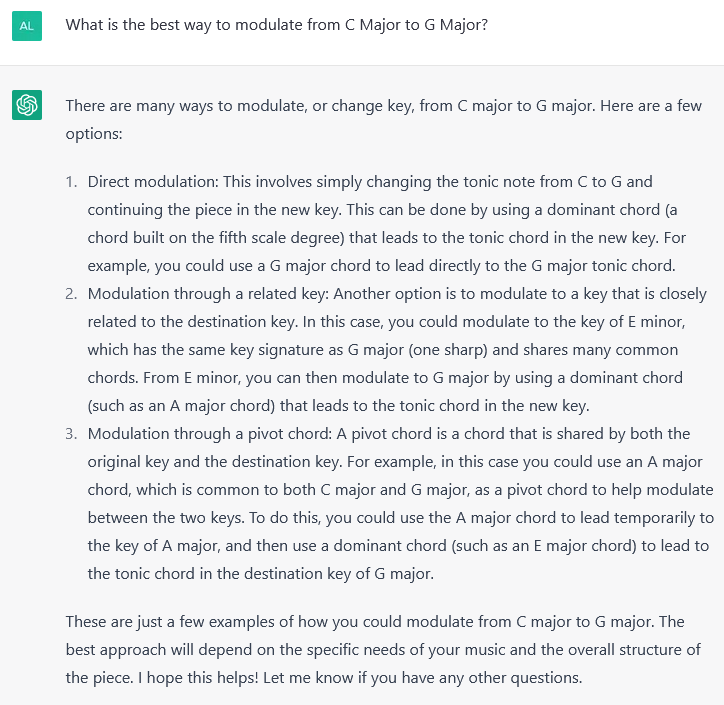 AL
What is the best way to modulate from C Major to G Major?
There are many ways to modulate, or change key, from C major to G major. Here are a few
options:
1. Direct modulation: This involves simply changing the tonic note from C to G and
continuing the piece in the new key. This can be done by using a dominant chord (a
chord built on the fifth scale degree) that leads to the tonic chord in the new key. For
example, you could use a G major chord to lead directly to the G major tonic chord.
2. Modulation through a related key: Another option is to modulate to a key that is closely
related to the destination key. In this case, you could modulate to the key of E minor,
which has the same key signature as G major (one sharp) and shares many common
chords. From E minor, you can then modulate to G major by using a dominant chord
(such as an A major chord) that leads to the tonic chord in the new key.
3. Modulation through a pivot chord: A pivot chord is a chord that is shared by both the
original key and the destination key. For example, in this case you could use an A major
chord, which is common to both C major and G major, as a pivot chord to help modulate
between the two keys. To do this, you could use the A major chord to lead temporarily to
the key of A major, and then use a dominant chord (such as an E major chord) to lead to
the tonic chord in the destination key of G major.
These are just a few examples of how you could modulate from C major to G major. The
best approach will depend on the specific needs of your music and the overall structure of
the piece. I hope this helps! Let me know if you have any other questions.